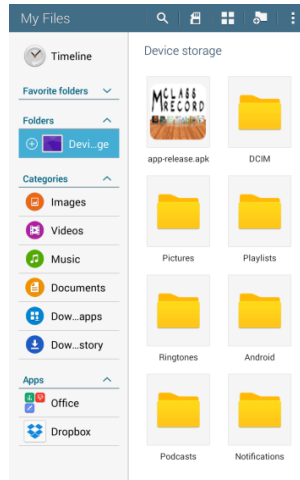 My Files
Timeline
Favorite folders
Folders
Devi...ge
Categories
Images
Videos
Music
Documents
Dow...apps
Dow...story
Apps
Office
Dropbox
Device storage
MCLASS
RECORD
app-release.apk
DCIM
Pictures
Playlists
Ringtones
Android
Podcasts
Notifications